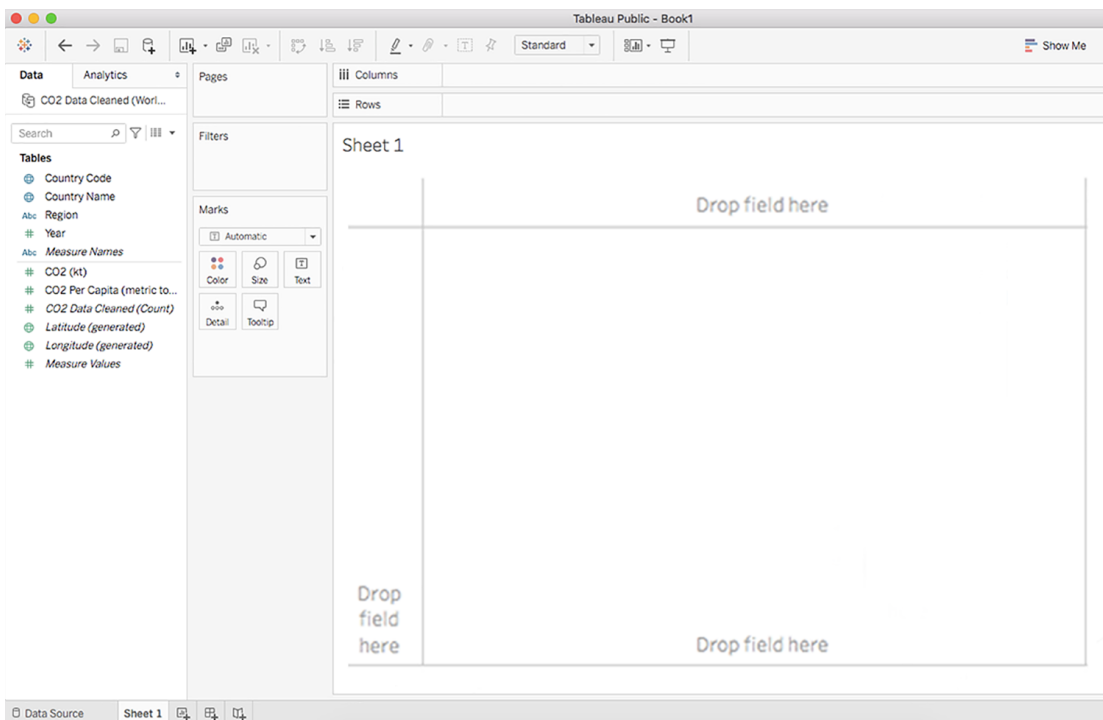 Tableau Public - Book1
Standard
Show Me
Data
Analytics
Pages
Columns
CO2 Data Cleaned (Worl...
Rows
Search
Filters
Sheet 1
Tables
Country Code
Country Name
Abc Region
Year
Abc Measure Names
CO2 (kt)
CO2 Per Capita (metric to...
CO2 Data Cleaned (Count)
Latitude (generated)
Longitude (generated)
Measure Values
Marks
Automatic
Color
Size
Text
Detail
Tooltip
Drop field here
Drop
field
here
Drop field here
Data Source
Sheet 1